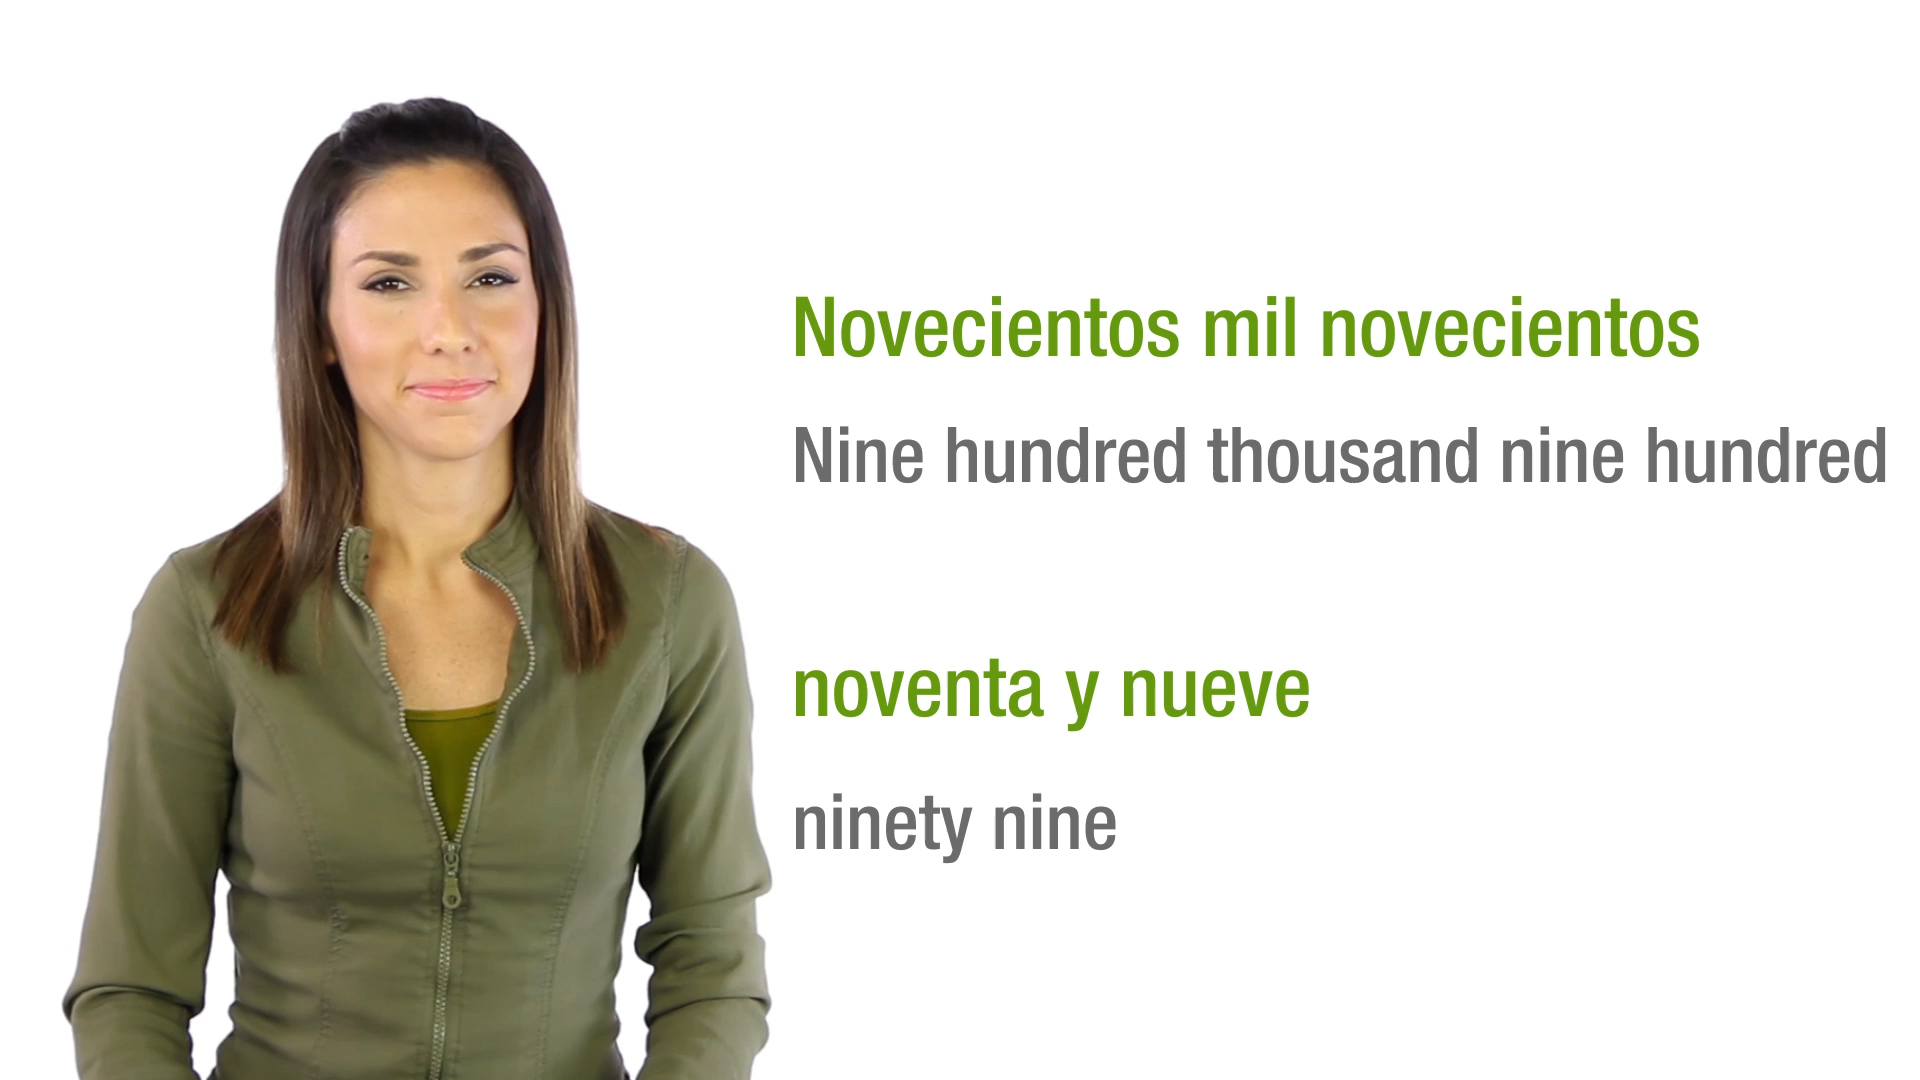 Novecientos mil novecientos
Nine hundred thousand nine hundred
noventa y nueve
ninety nine